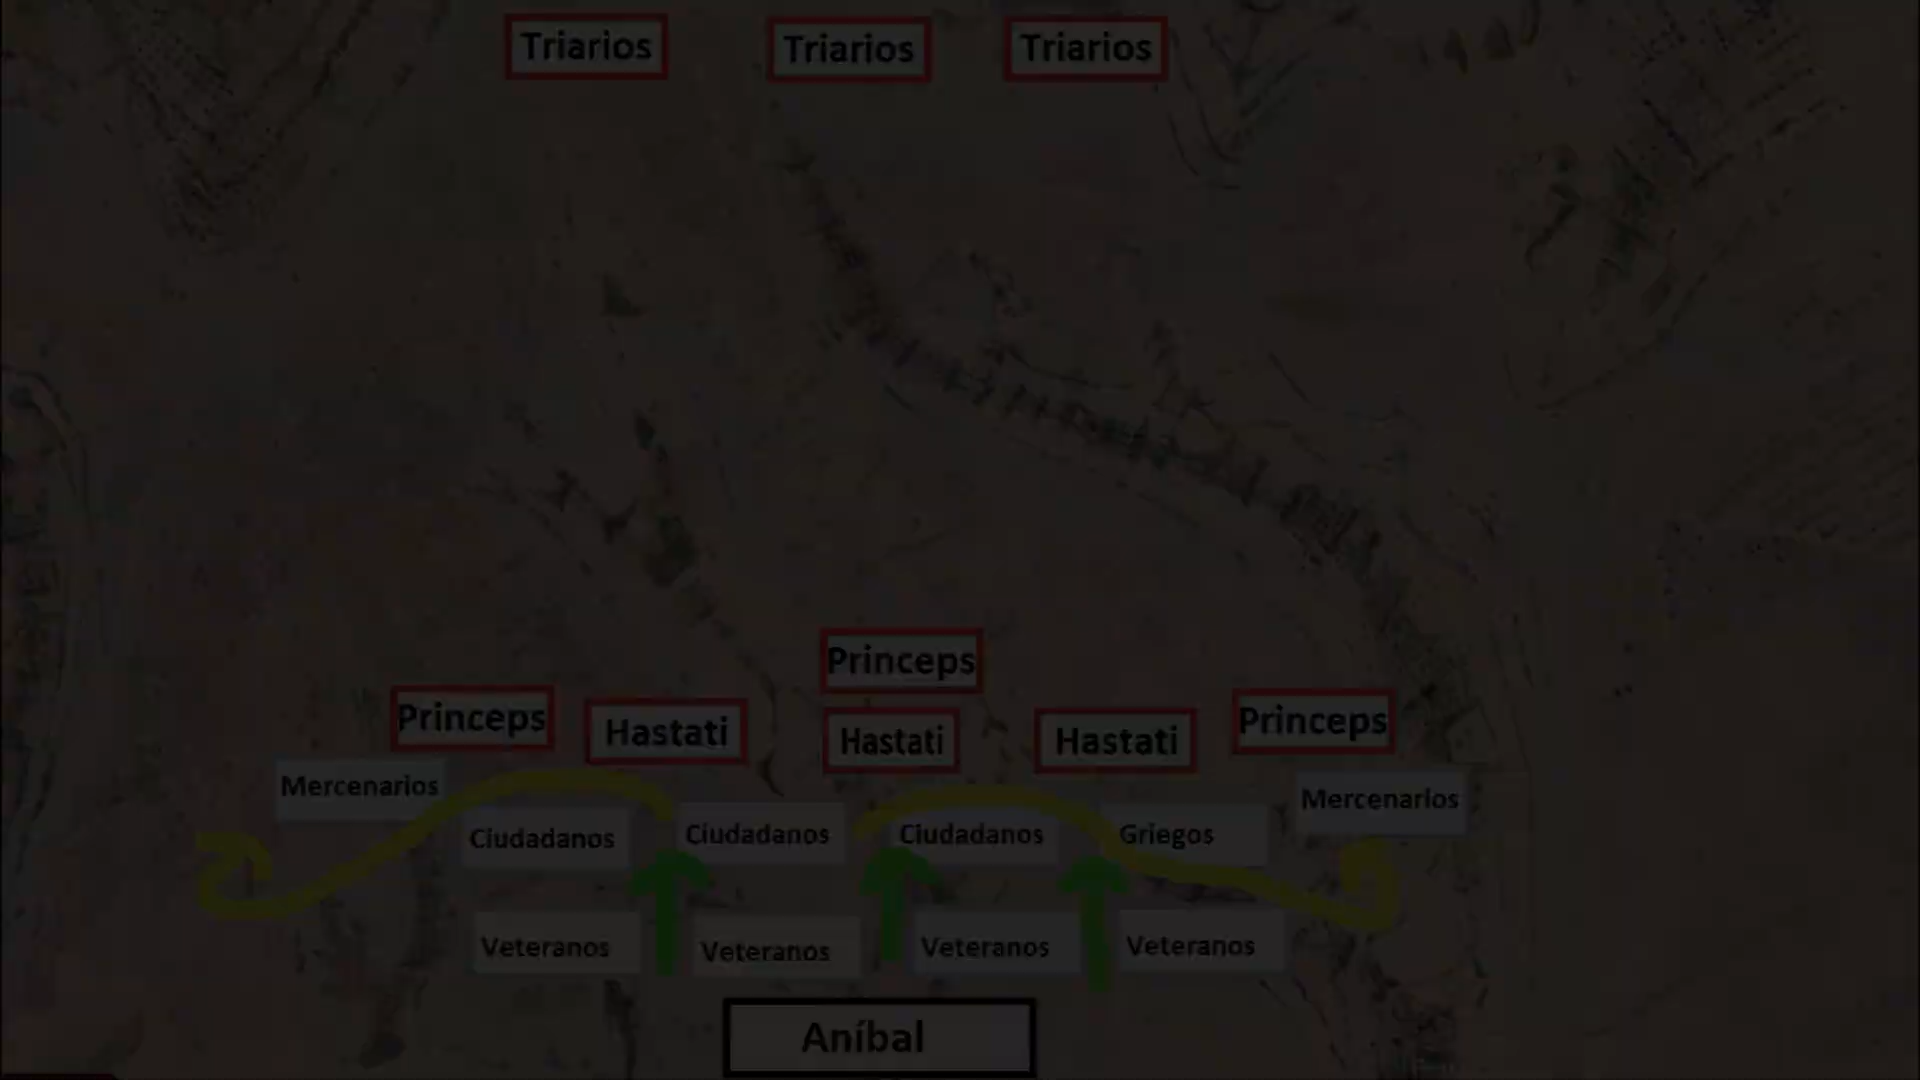 Triarios
Triarios
Triarios
Princeps
Princeps
Hastati
Hastati
Hastati
Princeps
Mercenarios
Mercenarios
Ciudadanos
Ciudadanos
Ciudadanos
Griegos
Veteranos
Veteranos
Veteranos
Veteranos
Aníbal